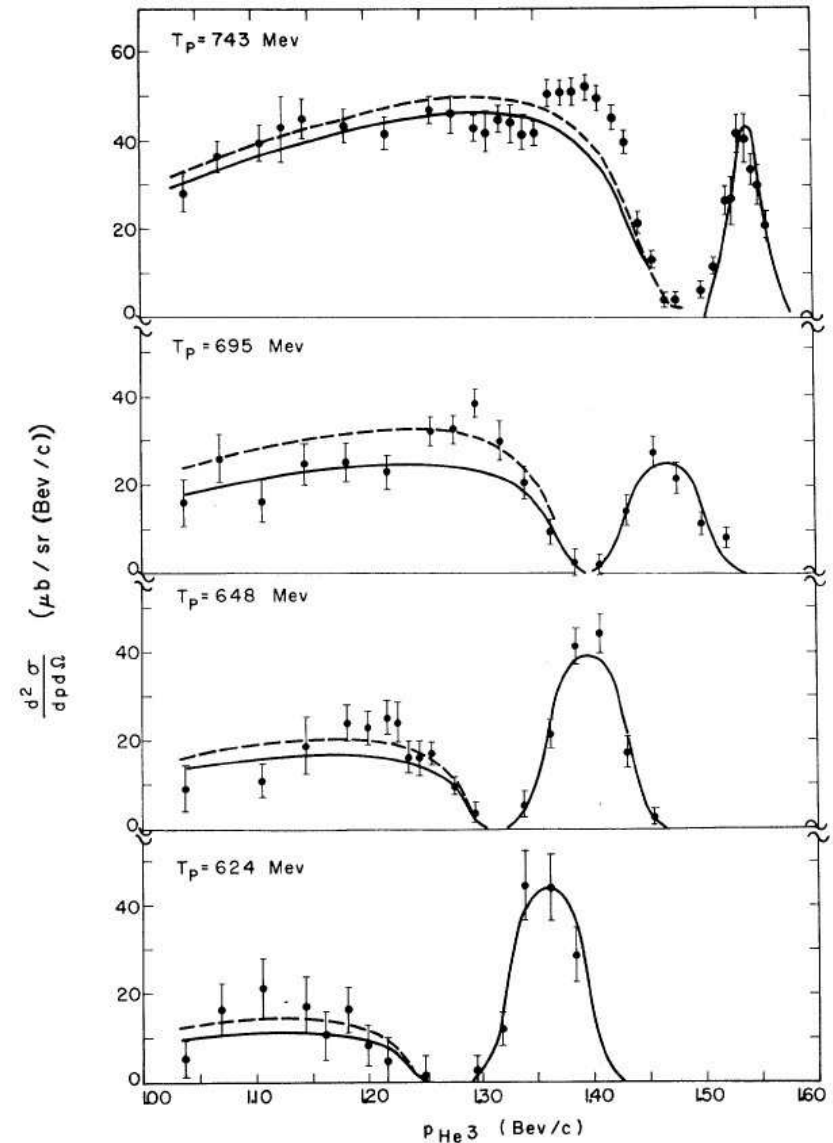 60
T_P = 743 Mev
40
20
0
T_P = 695 Mev
40
20
0
T_P = 648 Mev
40
20
0
T_P = 624 Mev
40
20
0
d² σ / dp dΩ (μb / sr (Bev / c))
1.00 1.10 1.20 1.30 1.40 1.50 1.60
P_He3 (Bev / c)